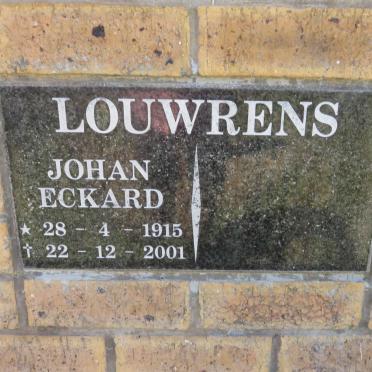 LOUWRENS
JOHAN
ECKARD
★ 28 - 4 - 1915
† 22 - 12 - 2001